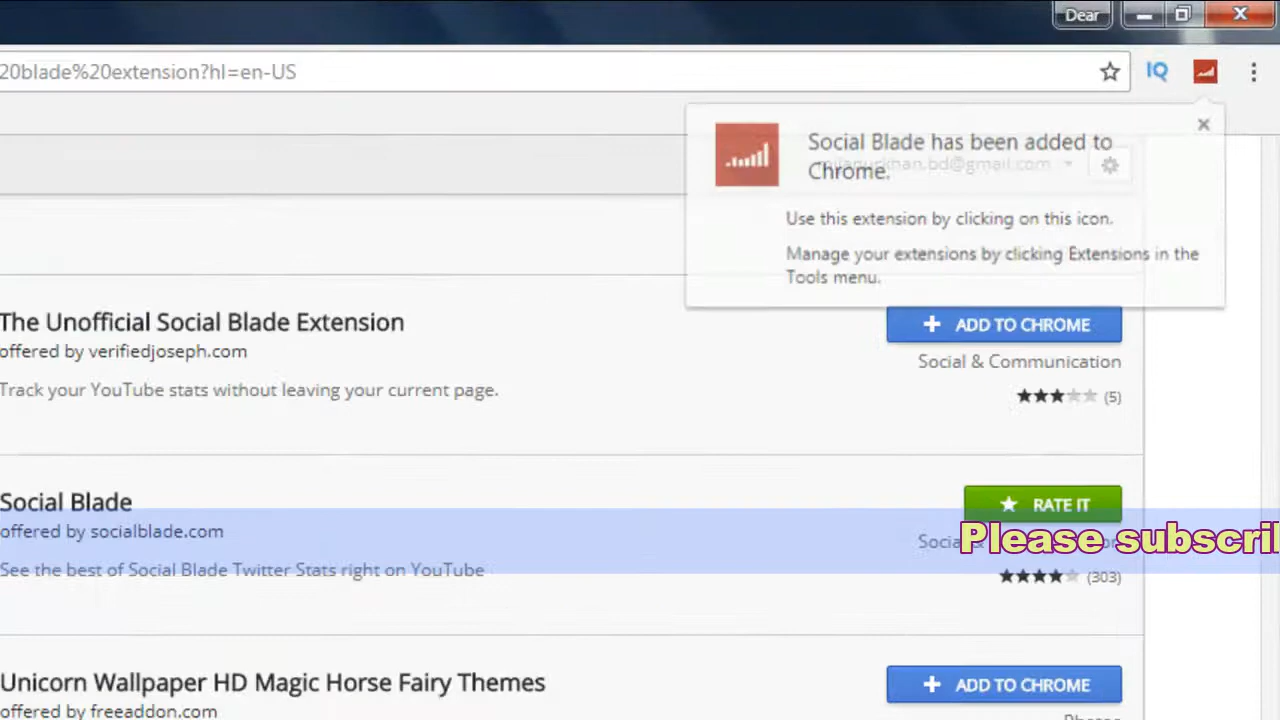 Dear
20blade%20extension?hl=en-US
IQ
Social Blade has been added to
Chrome.
Use this extension by clicking on this icon.
Manage your extensions by clicking Extensions in the
Tools menu.
The Unofficial Social Blade Extension
ADD TO CHROME
offered by verifiedjoseph.com
Social & Communication
Track your YouTube stats without leaving your current page.
(5)
Social Blade
RATE IT
offered by socialblade.com
Please subscri
See the best of Social Blade Twitter Stats right on YouTube
(303)
Unicorn Wallpaper HD Magic Horse Fairy Themes
ADD TO CHROME
offered by freeaddon.com